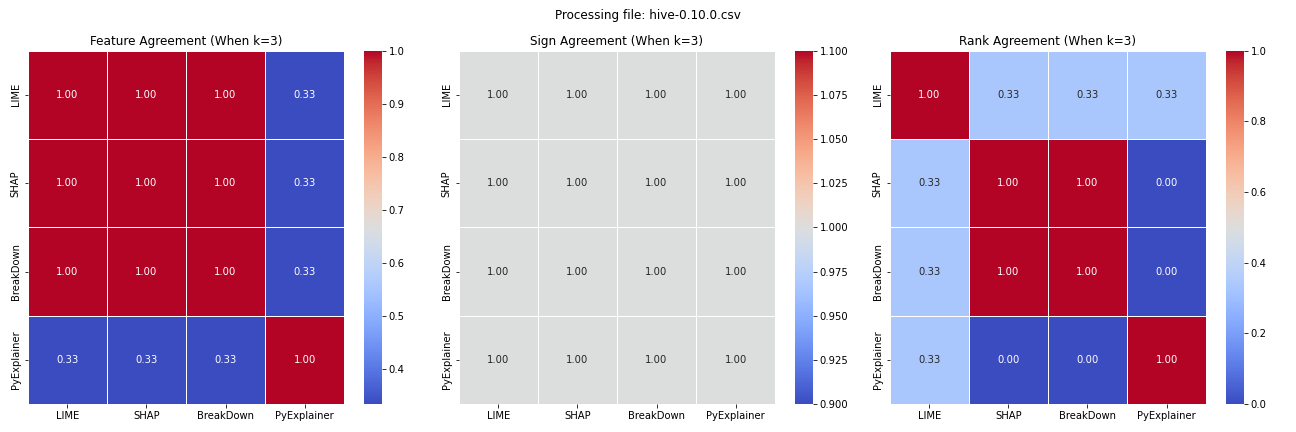 Processing file: hive-0.10.0.csv
Feature Agreement (When k=3)
LIME 1.00 1.00 1.00 0.33
SHAP 1.00 1.00 1.00 0.33
BreakDown 1.00 1.00 1.00 0.33
PyExplainer 0.33 0.33 0.33 1.00
LIME SHAP BreakDown PyExplainer
1.0
0.9
0.8
0.7
0.6
0.5
0.4
Sign Agreement (When k=3)
LIME 1.00 1.00 1.00 1.00
SHAP 1.00 1.00 1.00 1.00
BreakDown 1.00 1.00 1.00 1.00
PyExplainer 1.00 1.00 1.00 1.00
LIME SHAP BreakDown PyExplainer
1.100
1.075
1.050
1.025
1.000
0.975
0.950
0.925
0.900
Rank Agreement (When k=3)
LIME 1.00 0.33 0.33 0.33
SHAP 0.33 1.00 1.00 0.00
BreakDown 0.33 1.00 1.00 0.00
PyExplainer 0.33 0.00 0.00 1.00
LIME SHAP BreakDown PyExplainer
1.0
0.8
0.6
0.4
0.2
0.0